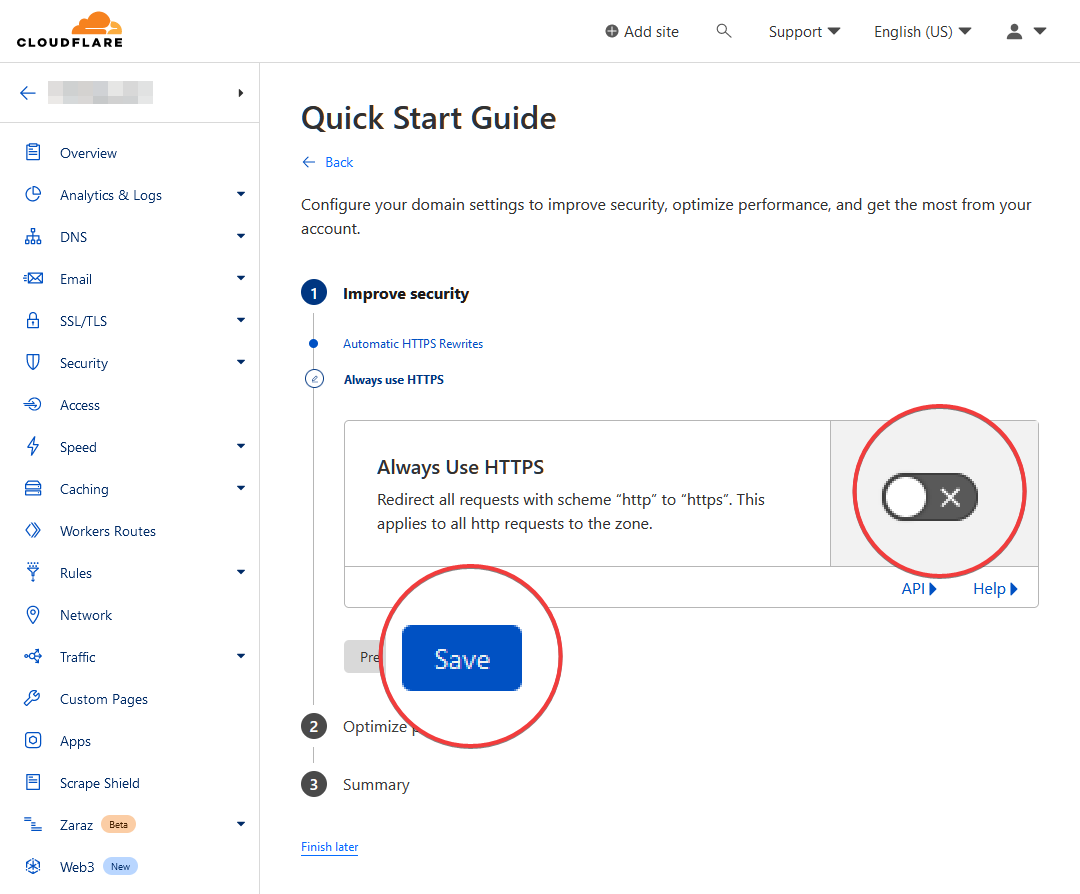 CLOUDFLARE
Add site
Support
English (US)
Overview
Analytics & Logs
DNS
Email
SSL/TLS
Security
Access
Speed
Caching
Workers Routes
Rules
Network
Traffic
Custom Pages
Apps
Scrape Shield
Zaraz Beta
Web3 New
Quick Start Guide
Back
Configure your domain settings to improve security, optimize performance, and get the most from your
account.
1 Improve security
Automatic HTTPS Rewrites
Always use HTTPS
Always Use HTTPS
Redirect all requests with scheme “http” to “https”. This
applies to all http requests to the zone.
API Help
Pre
Save
2 Optimize
3 Summary
Finish later